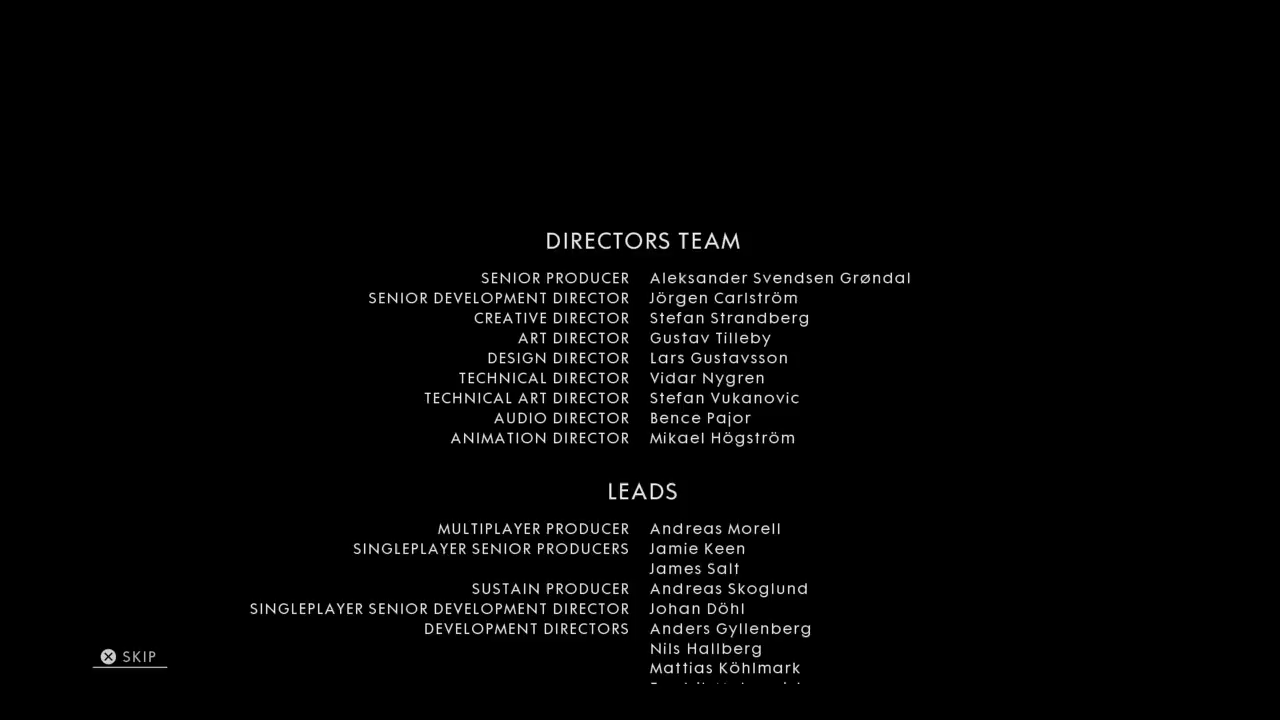 DIRECTORS TEAM
SENIOR PRODUCER Aleksander Svendsen Grøndal
SENIOR DEVELOPMENT DIRECTOR Jörgen Carlström
CREATIVE DIRECTOR Stefan Strandberg
ART DIRECTOR Gustav Tilleby
DESIGN DIRECTOR Lars Gustavsson
TECHNICAL DIRECTOR Vidar Nygren
TECHNICAL ART DIRECTOR Stefan Vukanovic
AUDIO DIRECTOR Bence Pajor
ANIMATION DIRECTOR Mikael Högström
LEADS
MULTIPLAYER PRODUCER Andreas Morell
SINGLEPLAYER SENIOR PRODUCERS Jamie Keen
James Salt
SUSTAIN PRODUCER Andreas Skoglund
SINGLEPLAYER SENIOR DEVELOPMENT DIRECTOR Johan Döhl
DEVELOPMENT DIRECTORS Anders Gyllenberg
Nils Hallberg
Mattias Köhlmark
SKIP